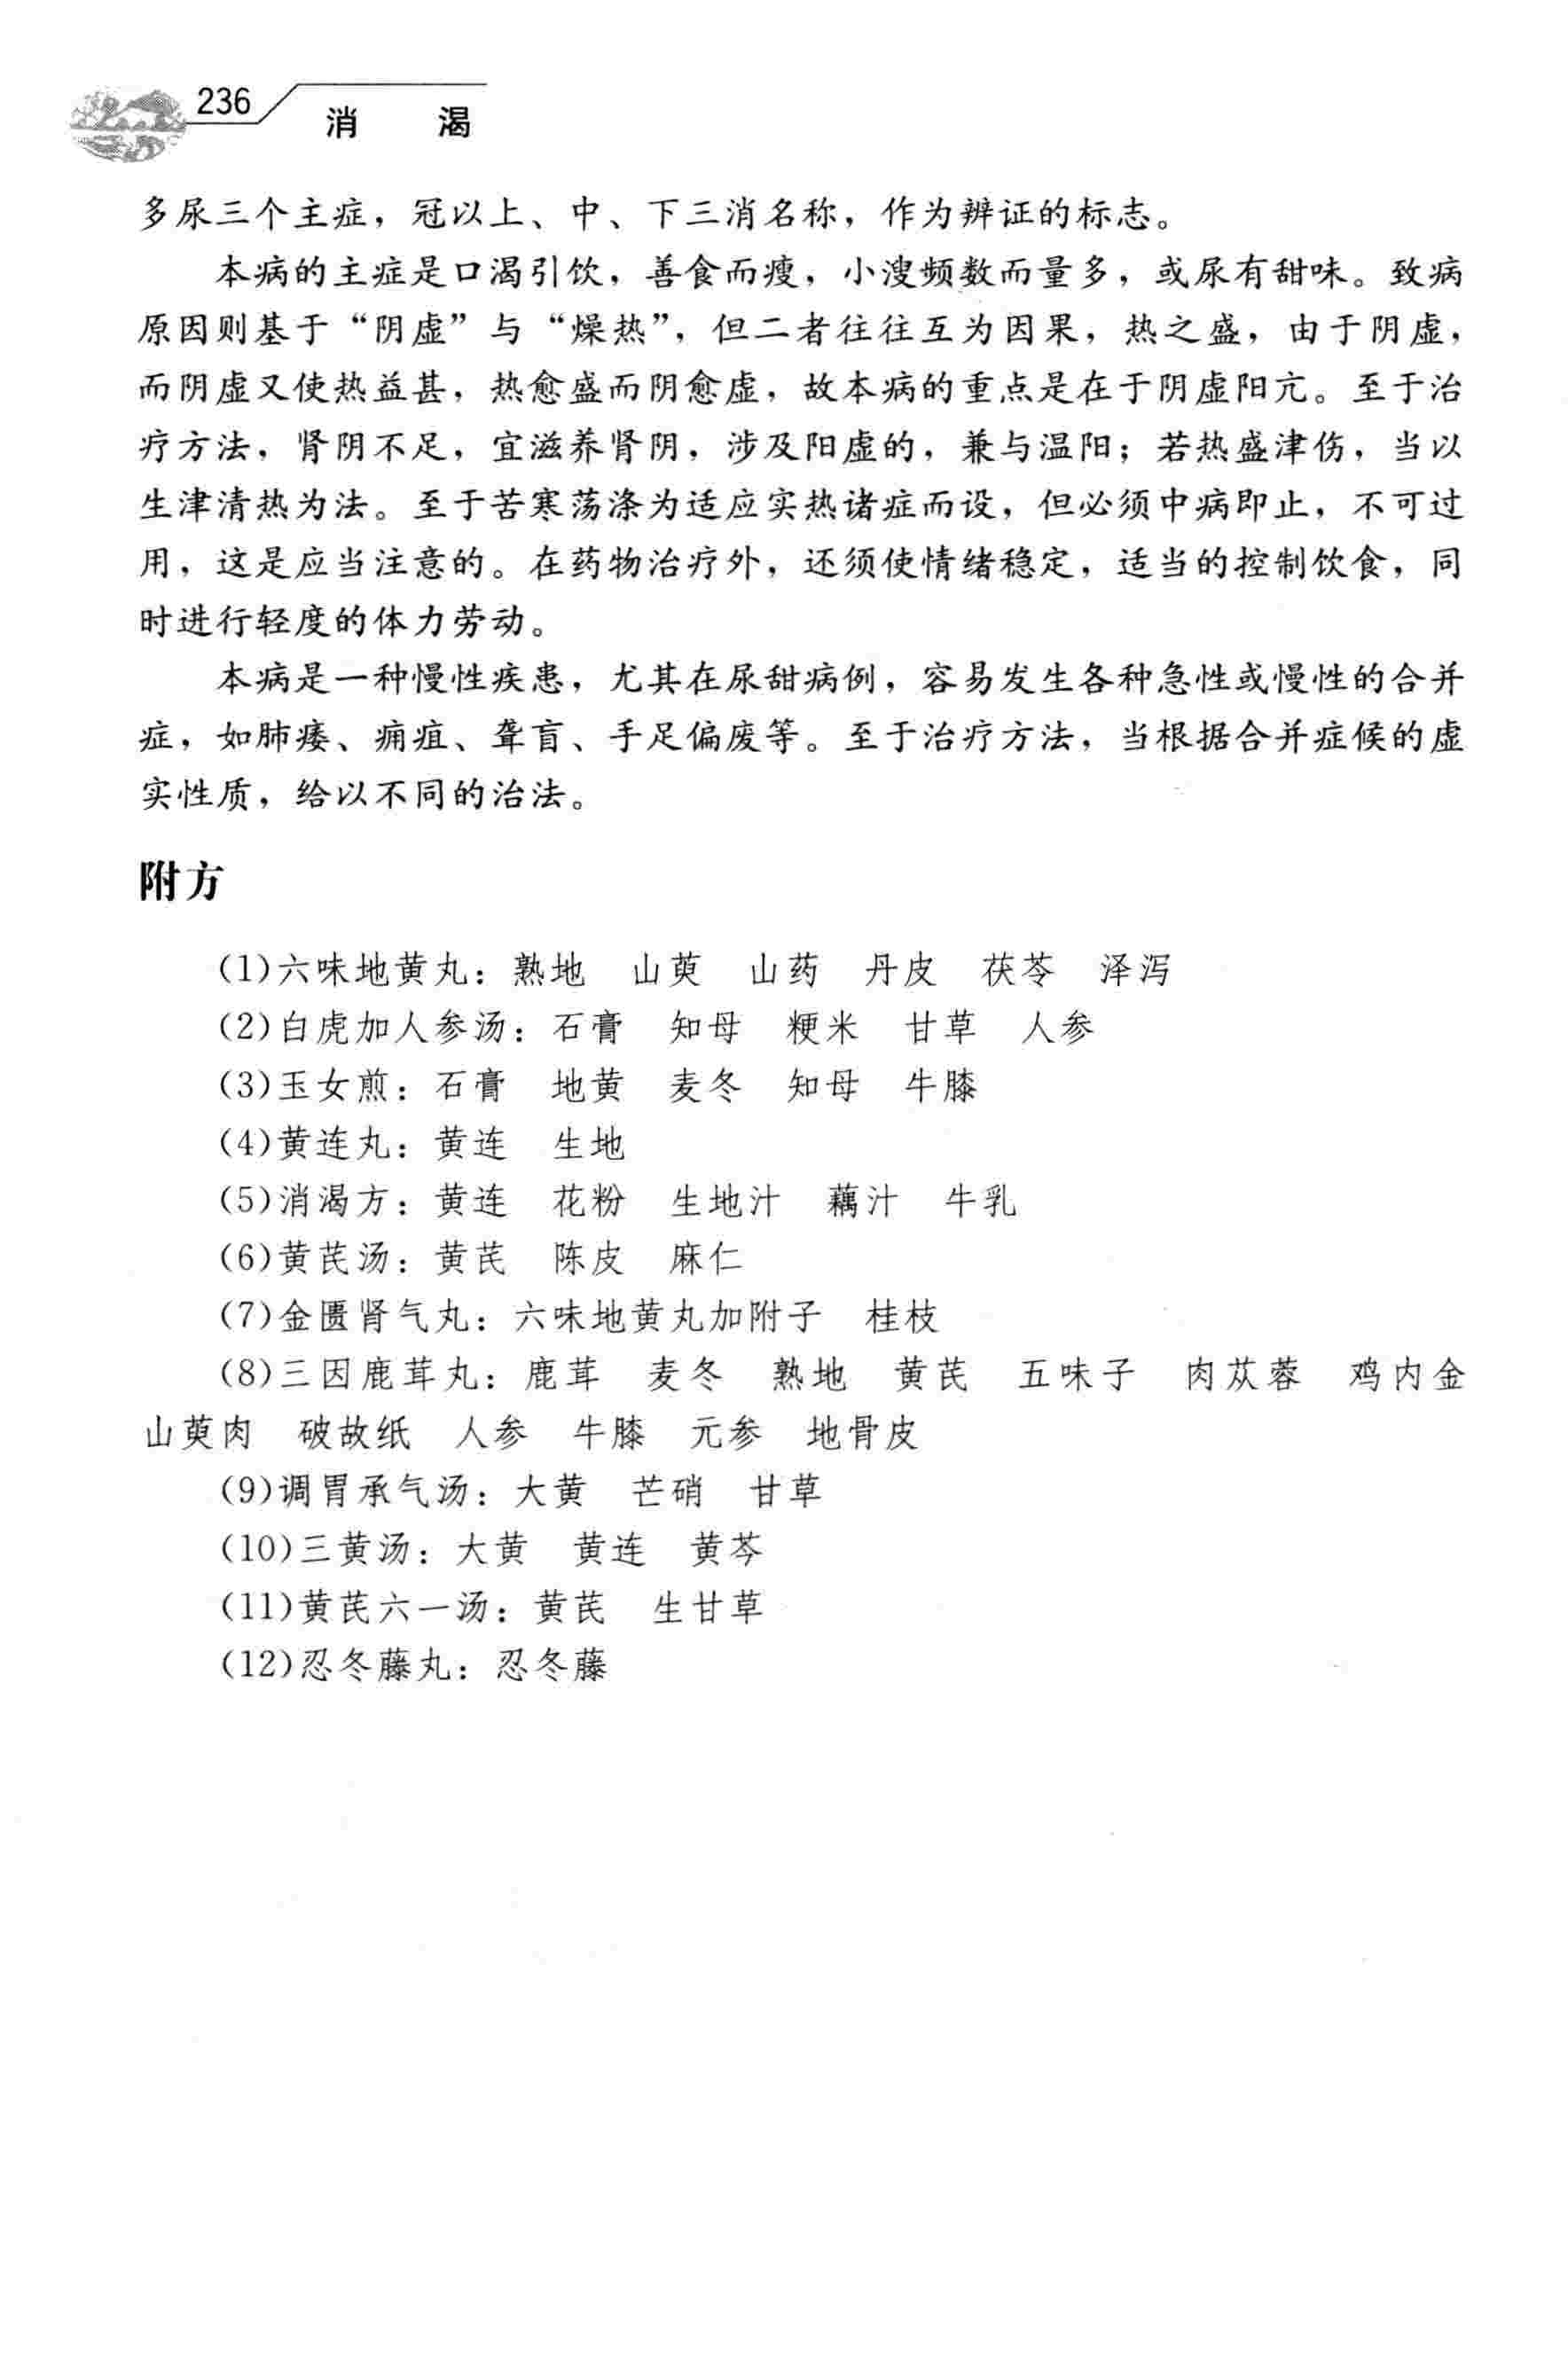 236
消 渴
多尿三个主症，冠以上、中、下三消名称，作为辨证的标志。
本病的主症是口渴引饮，善食而瘦，小溲频数而量多，或尿有甜味。致病
原因则基于“阴虚”与“燥热”，但二者往往互为因果，热之盛，由于阴虚，
而阴虚又使热益甚，热愈盛而阴愈虚，故本病的重点是在于阴虚阳亢。至于治
疗方法，肾阴不足，宜滋养肾阴，涉及阳虚的，兼与温阳；若热盛津伤，当以
生津清热为法。至于苦寒荡涤为适应实热诸症而设，但必须中病即止，不可过
用，这是应当注意的。在药物治疗外，还须使情绪稳定，适当的控制饮食，同
时进行轻度的体力劳动。
本病是一种慢性疾患，尤其在尿甜病例，容易发生各种急性或慢性的合并
症，如肺痿、痈疽、聋盲、手足偏废等。至于治疗方法，当根据合并症候的虚
实性质，给以不同的治法。
附方
(1)六味地黄丸：熟地 山萸 山药 丹皮 茯苓 泽泻
(2)白虎加人参汤：石膏 知母 粳米 甘草 人参
(3)玉女煎：石膏 地黄 麦冬 知母 牛膝
(4)黄连丸：黄连 生地
(5)消渴方：黄连 花粉 生地汁 藕汁 牛乳
(6)黄芪汤：黄芪 陈皮 麻仁
(7)金匮肾气丸：六味地黄丸加附子 桂枝
(8)三因鹿茸丸：鹿茸 麦冬 熟地 黄芪 五味子 肉苁蓉 鸡内金
山萸肉 破故纸 人参 牛膝 元参 地骨皮
(9)调胃承气汤：大黄 芒硝 甘草
(10)三黄汤：大黄 黄连 黄芩
(11)黄芪六一汤：黄芪 生甘草
(12)忍冬藤丸：忍冬藤